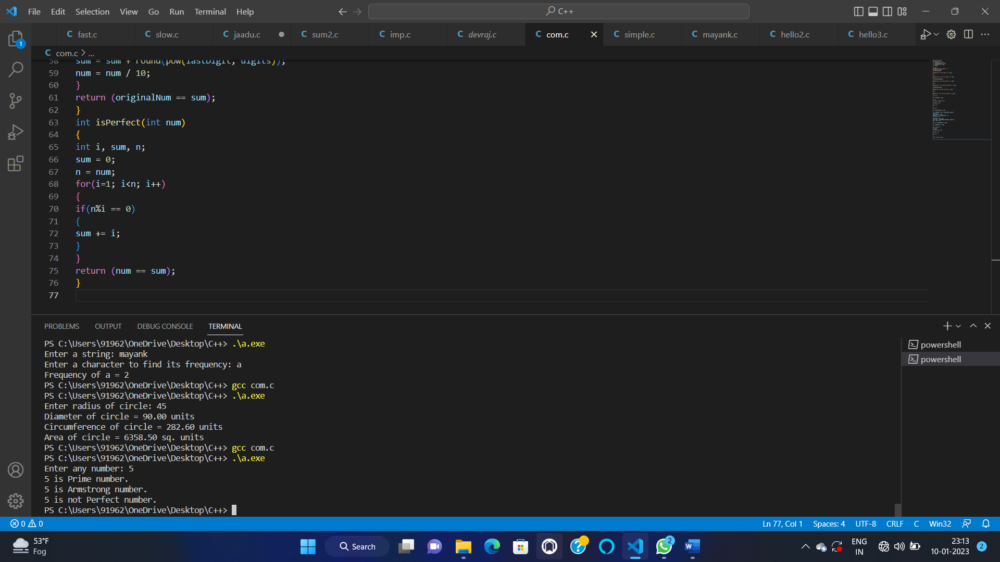 File Edit Selection View Go Run Terminal Help
C++
C fast.c C slow.c C jaadu.c C sum2.c C imp.c C devraj.c C com.c C simple.c C mayank.c C hello2.c C hello3.c
1
C com.c > ...
58 sum = sum + round(pow(lastDigit, digits));
59 num = num / 10;
60 }
61 return (originalNum == sum);
62 }
63 int isPerfect(int num)
64 {
65 int i, sum, n;
66 sum = 0;
67 n = num;
68 for(i=1; i<n; i++)
69 {
70 if(n%i == 0)
71 {
72 sum += i;
73 }
74 }
75 return (num == sum);
76 }
77
PROBLEMS OUTPUT DEBUG CONSOLE TERMINAL
PS C:\Users\91962\OneDrive\Desktop\C++> .\a.exe
Enter a string: mayank
Enter a character to find its frequency: a
Frequency of a = 2
PS C:\Users\91962\OneDrive\Desktop\C++> gcc com.c
PS C:\Users\91962\OneDrive\Desktop\C++> .\a.exe
Enter radius of circle: 45
Diameter of circle = 90.00 units
Circumference of circle = 282.60 units
Area of circle = 6358.50 sq. units
PS C:\Users\91962\OneDrive\Desktop\C++> gcc com.c
PS C:\Users\91962\OneDrive\Desktop\C++> .\a.exe
Enter any number: 5
5 is Prime number.
5 is Armstrong number.
5 is not Perfect number.
PS C:\Users\91962\OneDrive\Desktop\C++>
powershell
powershell
0 0 Ln 77, Col 1 Spaces: 4 UTF-8 CRLF C Win32
53°F
Fog
Search
2
W
ENG
IN
23:13
10-01-2023
2